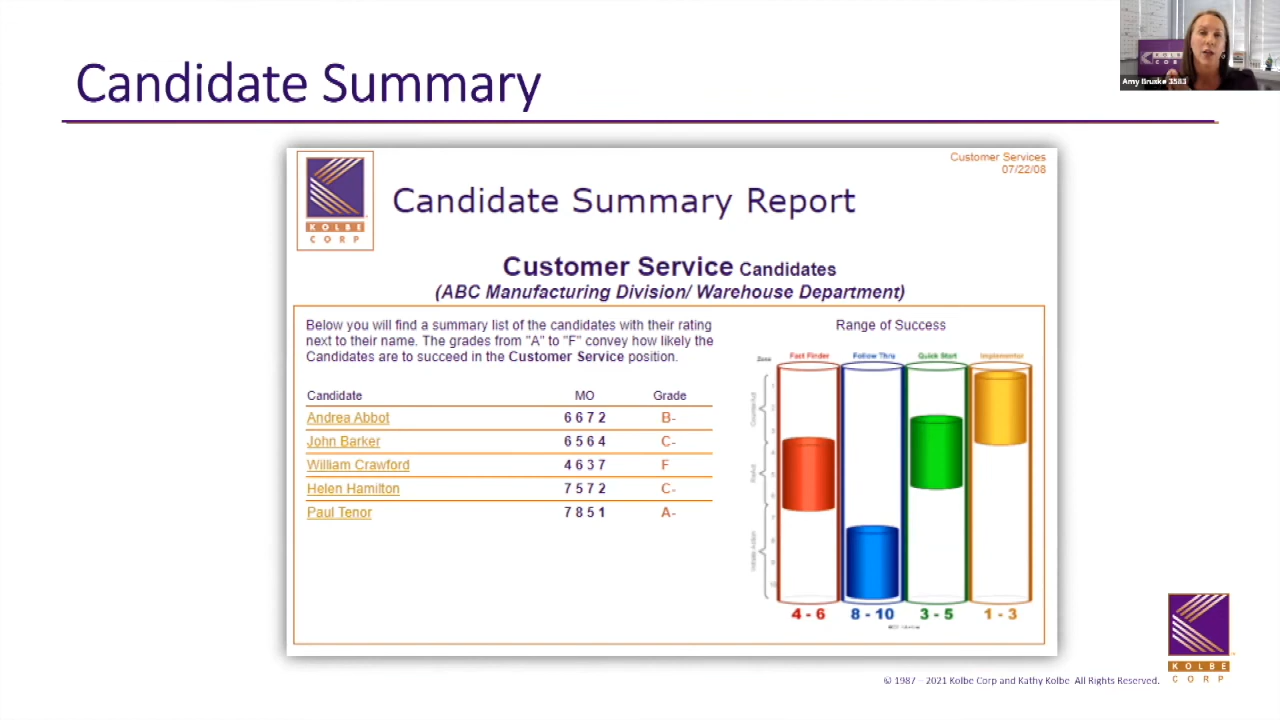 Candidate Summary
KOLBE
CORP
Amy Bruske 3583
Customer Services
07/22/08
KOLBE
CORP
Candidate Summary Report
Customer Service Candidates
(ABC Manufacturing Division/ Warehouse Department)
Below you will find a summary list of the candidates with their rating
next to their name. The grades from "A" to "F" convey how likely the
Candidates are to succeed in the Customer Service position.
Candidate MO Grade
Andrea Abbot 6 6 7 2 B-
John Barker 6 5 6 4 C-
William Crawford 4 6 3 7 F
Helen Hamilton 7 5 7 2 C-
Paul Tenor 7 8 5 1 A-
Range of Success
Zone Fact Finder Follow Thru Quick Start Implementor
4 - 6 8 - 10 3 - 5 1 - 3
KOLBE
CORP
© 1987 – 2021 Kolbe Corp and Kathy Kolbe All Rights Reserved.